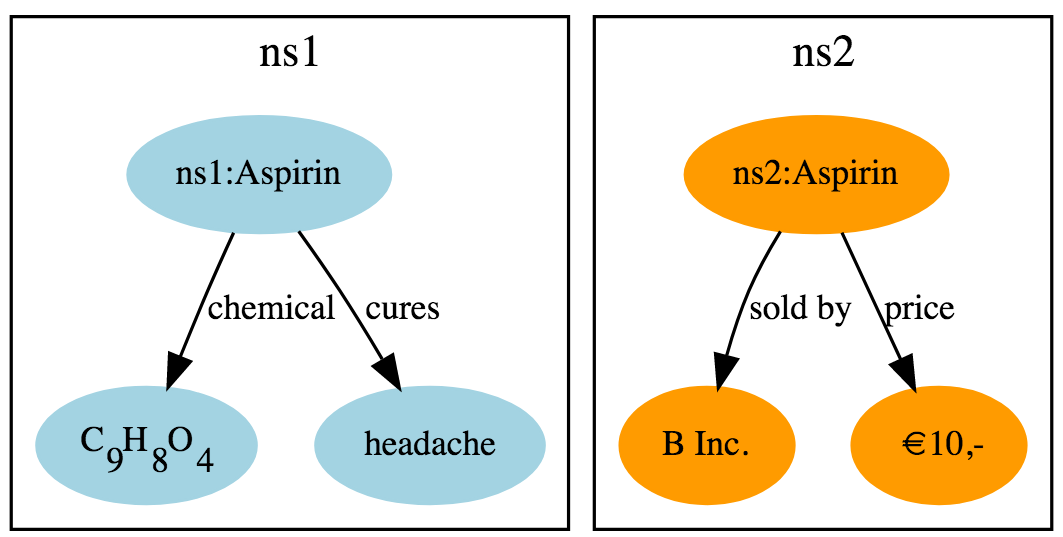 ns1
ns1:Aspirin
chemical
cures
C₉H₈O₄
headache
ns2
ns2:Aspirin
sold by
price
B Inc.
€10,-